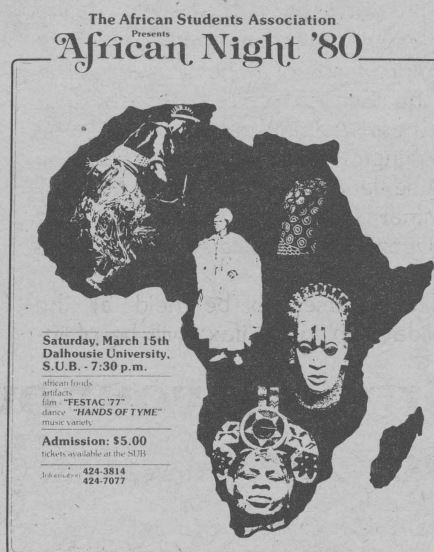 The African Students Association
Presents
African Night '80
Saturday, March 15th
Dalhousie University,
S.U.B. - 7:30 p.m.
african foods
artifacts
film - "FESTAC '77"
dance "HANDS OF TYME"
music variety
Admission: $5.00
tickets available at the SUB
Information 424-3814
424-7077